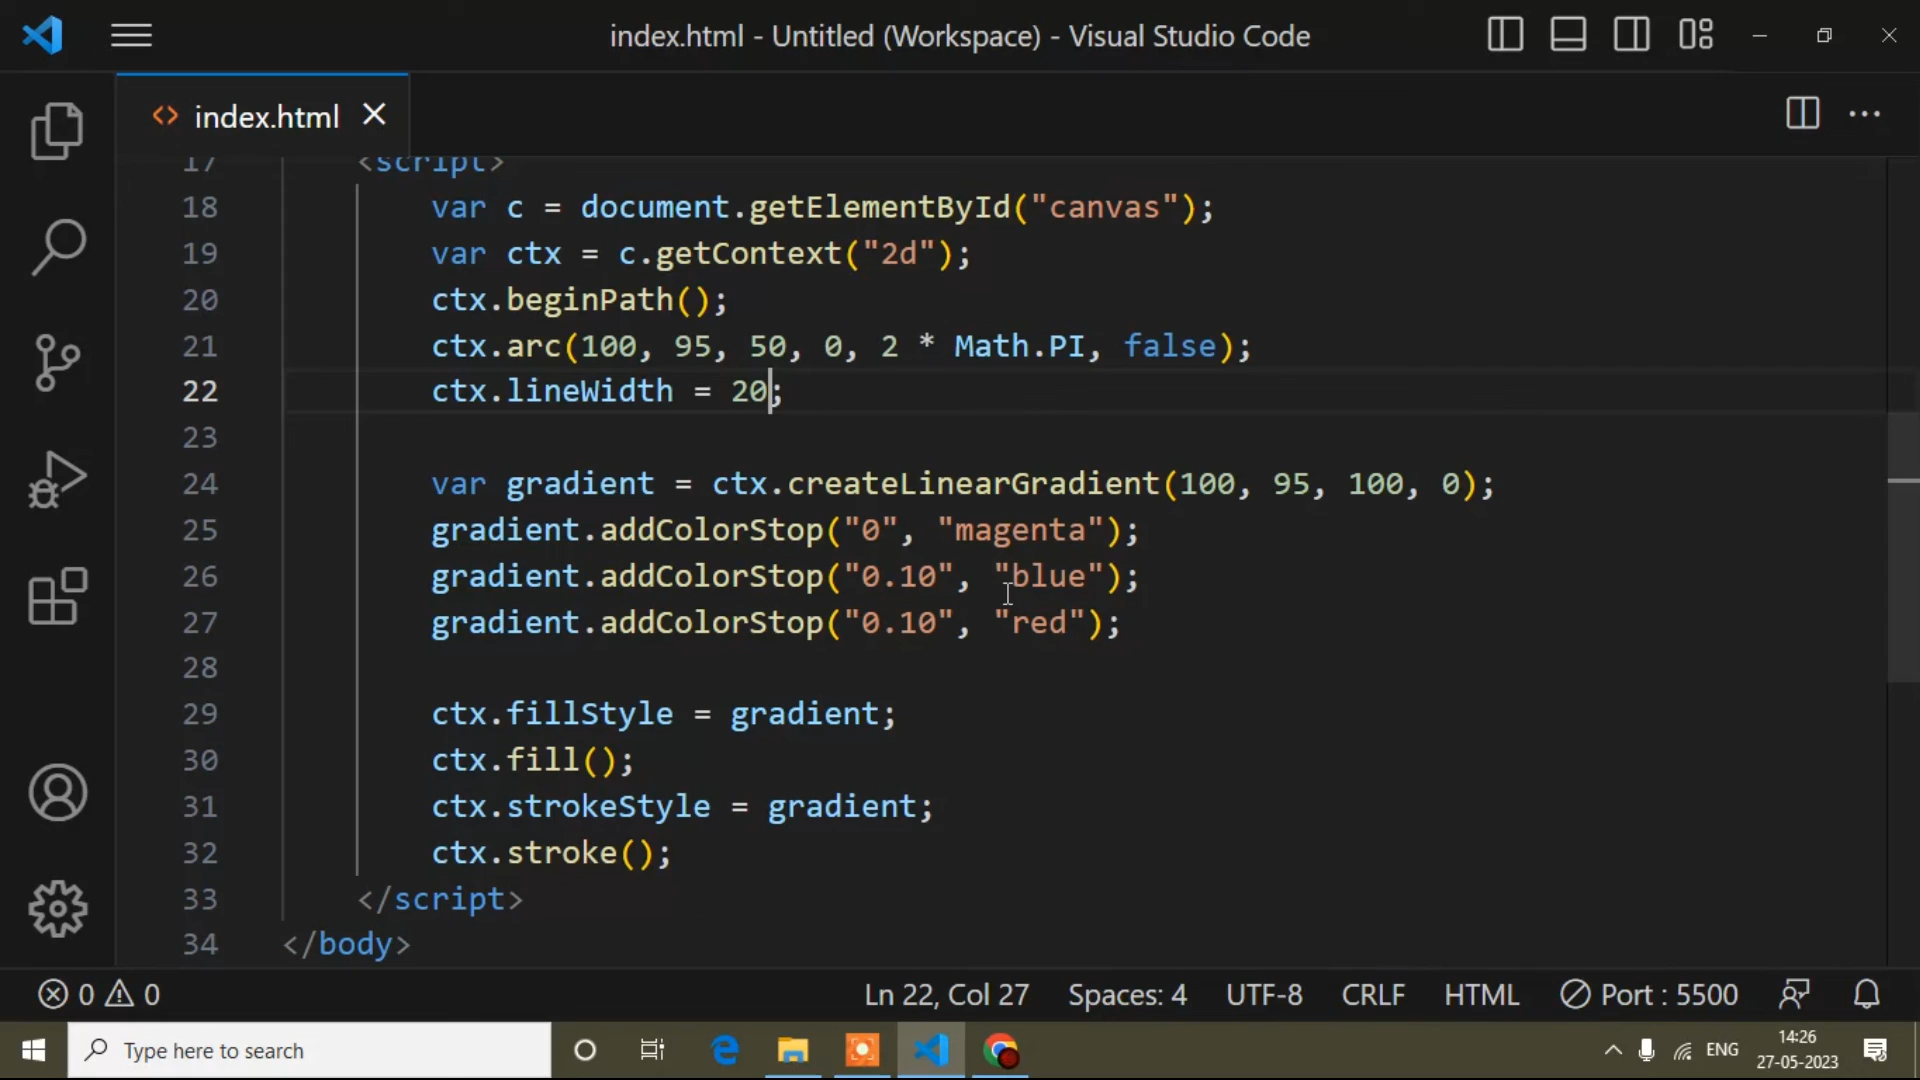 index.html - Untitled (Workspace) - Visual Studio Code
index.html
17 <script>
18 var c = document.getElementById("canvas");
19 var ctx = c.getContext("2d");
20 ctx.beginPath();
21 ctx.arc(100, 95, 50, 0, 2 * Math.PI, false);
22 ctx.lineWidth = 20;
23
24 var gradient = ctx.createLinearGradient(100, 95, 100, 0);
25 gradient.addColorStop("0", "magenta");
26 gradient.addColorStop("0.10", "blue");
27 gradient.addColorStop("0.10", "red");
28
29 ctx.fillStyle = gradient;
30 ctx.fill();
31 ctx.strokeStyle = gradient;
32 ctx.stroke();
33 </script>
34 </body>
0 0 Ln 22, Col 27 Spaces: 4 UTF-8 CRLF HTML Port : 5500
Type here to search ENG 14:26
27-05-2023